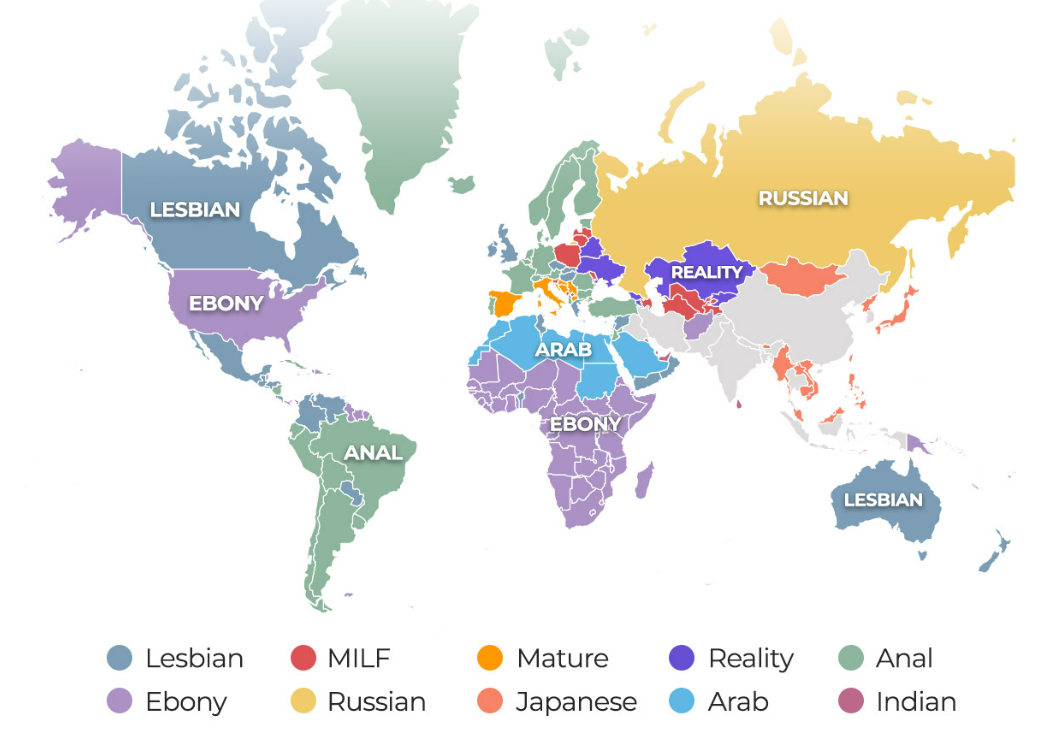 LESBIAN
RUSSIAN
REALITY
EBONY
ARAB
EBONY
ANAL
LESBIAN
Lesbian MILF Mature Reality Anal
Ebony Russian Japanese Arab Indian